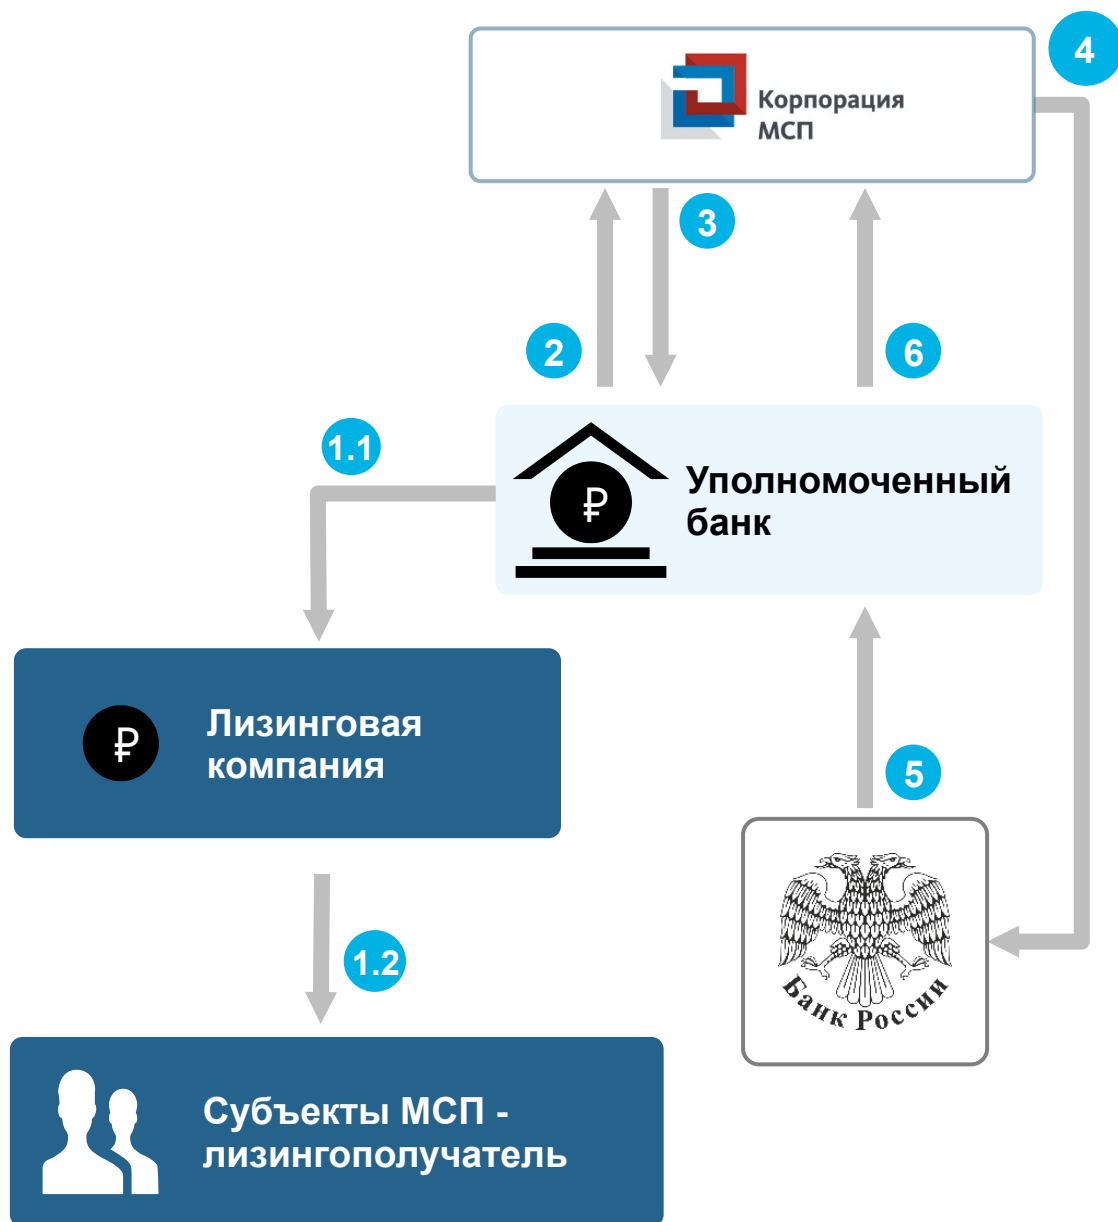 4
Корпорация
МСП
3
2
6
1.1
₽
Уполномоченный
банк
₽
Лизинговая
компания
5
1.2
Банк России
Субъекты МСП -
лизингополучатель